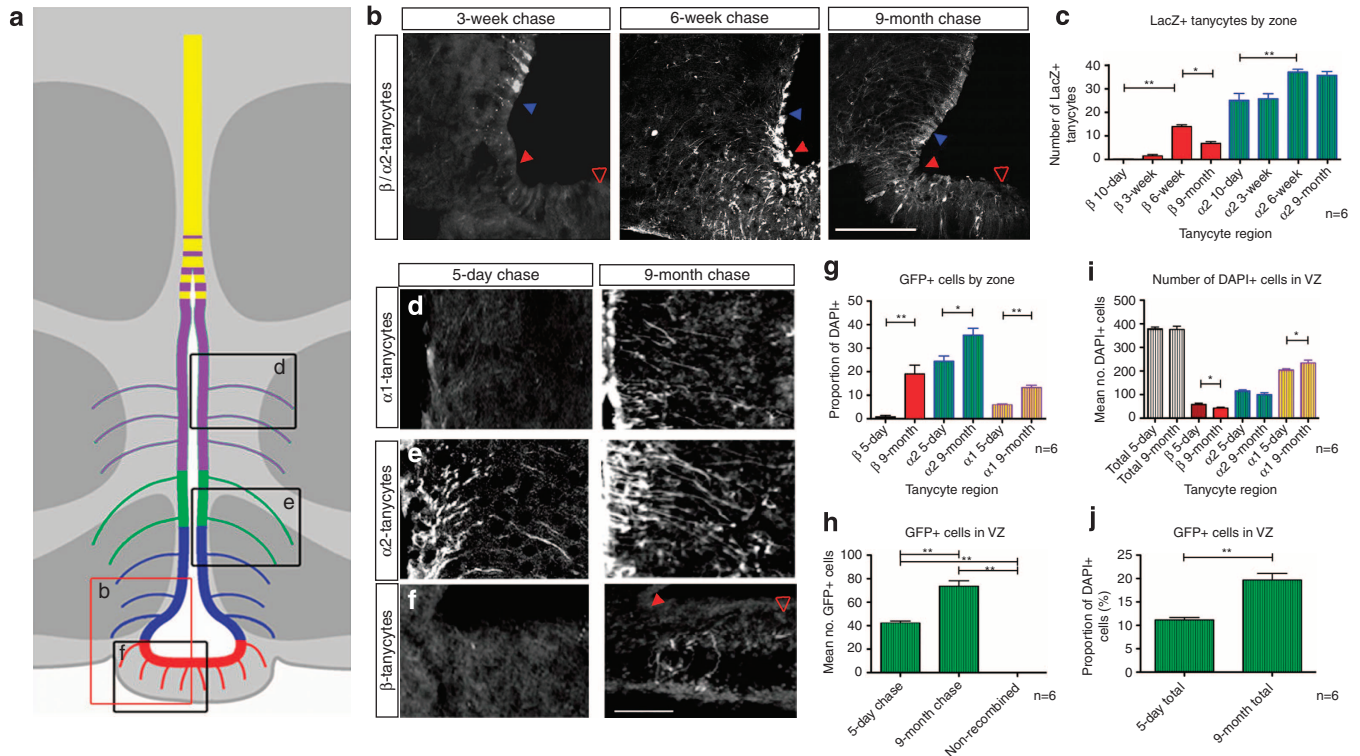 a
d
e
b
f
b
3-week chase
6-week chase
9-month chase
β/ α2-tanycytes
c
LacZ+ tanycytes by zone
Number of LacZ+
tanycytes
40
30
20
10
0
**
*
**
β 10-day
β 3-week
β 6-week
β 9-month
α2 10-day
α2 3-week
α2 6-week
α2 9-month
n=6
Tanycyte region
5-day chase
9-month chase
d
α1-tanycytes
e
α2-tanycytes
f
β-tanycytes
g
GFP+ cells by zone
Proportion of DAPI+
50
40
30
20
10
0
**
*
**
β 5-day
β 9-month
α2 5-day
α2 9-month
α1 5-day
α1 9-month
n=6
Tanycyte region
i
Number of DAPI+ cells in VZ
Mean no. DAPI+ cells
500
400
300
200
100
0
*
*
Total 5-day
Total 9-month
β 5-day
β 9-month
α2 5-day
α2 9-month
α1 5-day
α1 9-month
n=6
Tanycyte region
h
GFP+ cells in VZ
Mean no. GFP+ cells
100
80
60
40
20
0
**
**
**
5-day chase
9-month chase
Non-recombined
n=6
j
GFP+ cells in VZ
Proportion of DAPI+
cells (%)
25
20
15
10
5
0
**
5-day total
9-month total
n=6